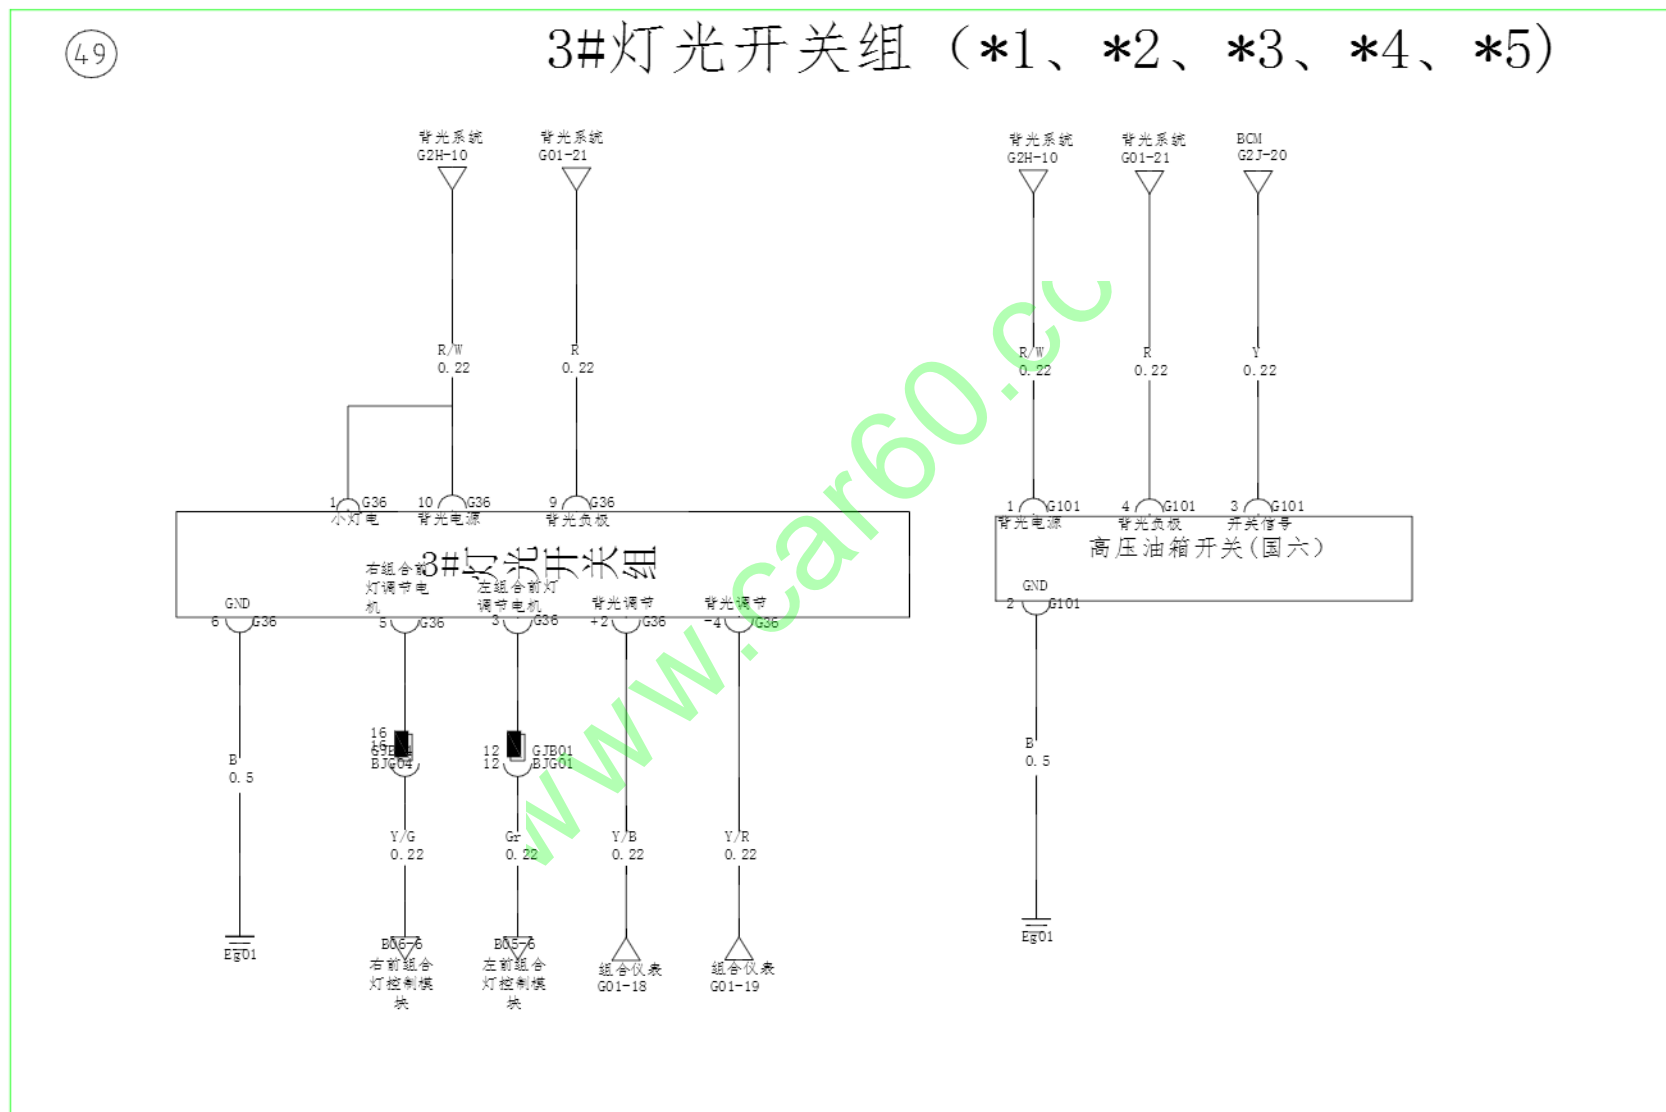 49
3#灯光开关组（*1、*2、*3、*4、*5）
背光系统
G2H-10
背光系统
G01-21
背光系统
G2H-10
背光系统
G01-21
BCM
G2J-20
R/W
0.22
R
0.22
R/W
0.22
R
0.22
Y
0.22
1 G36
小灯电
10 G36
背光电源
9 G36
背光负极
1 G101
背光电源
4 G101
背光负极
3 G101
开关信号
3#灯光开关组
高压油箱开关(国六)
右组合前
灯调节电
机
左组合前灯
调节电机
GND
背光调节
背光调节
GND
6 G36
5 G36
3 G36
+2 G36
-4 G36
2 G101
16
16
BJG04
12 GJB01
12 BJG01
B
0.5
B
0.5
Y/G
0.22
Gr
0.22
Y/B
0.22
Y/R
0.22
Eg01
B06-6
右前组合
灯控制模
块
B05-6
左前组合
灯控制模
块
组合仪表
G01-18
组合仪表
G01-19
Eg01
www.car60.co